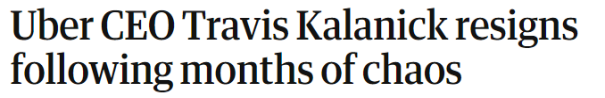 Uber CEO Travis Kalanick resigns
following months of chaos